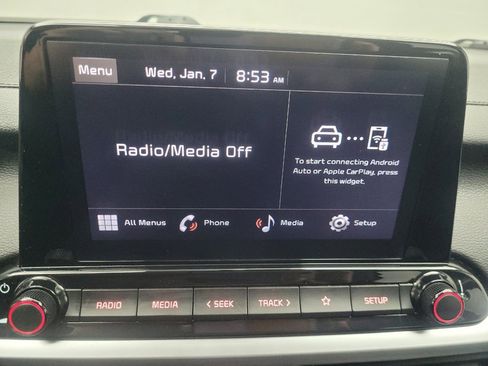 Menu Wed, Jan. 7 8:53 AM
Radio/Media Off
To start connecting Android
Auto or Apple CarPlay, press
this widget.
All Menus Phone Media Setup
RADIO MEDIA < SEEK TRACK > SETUP